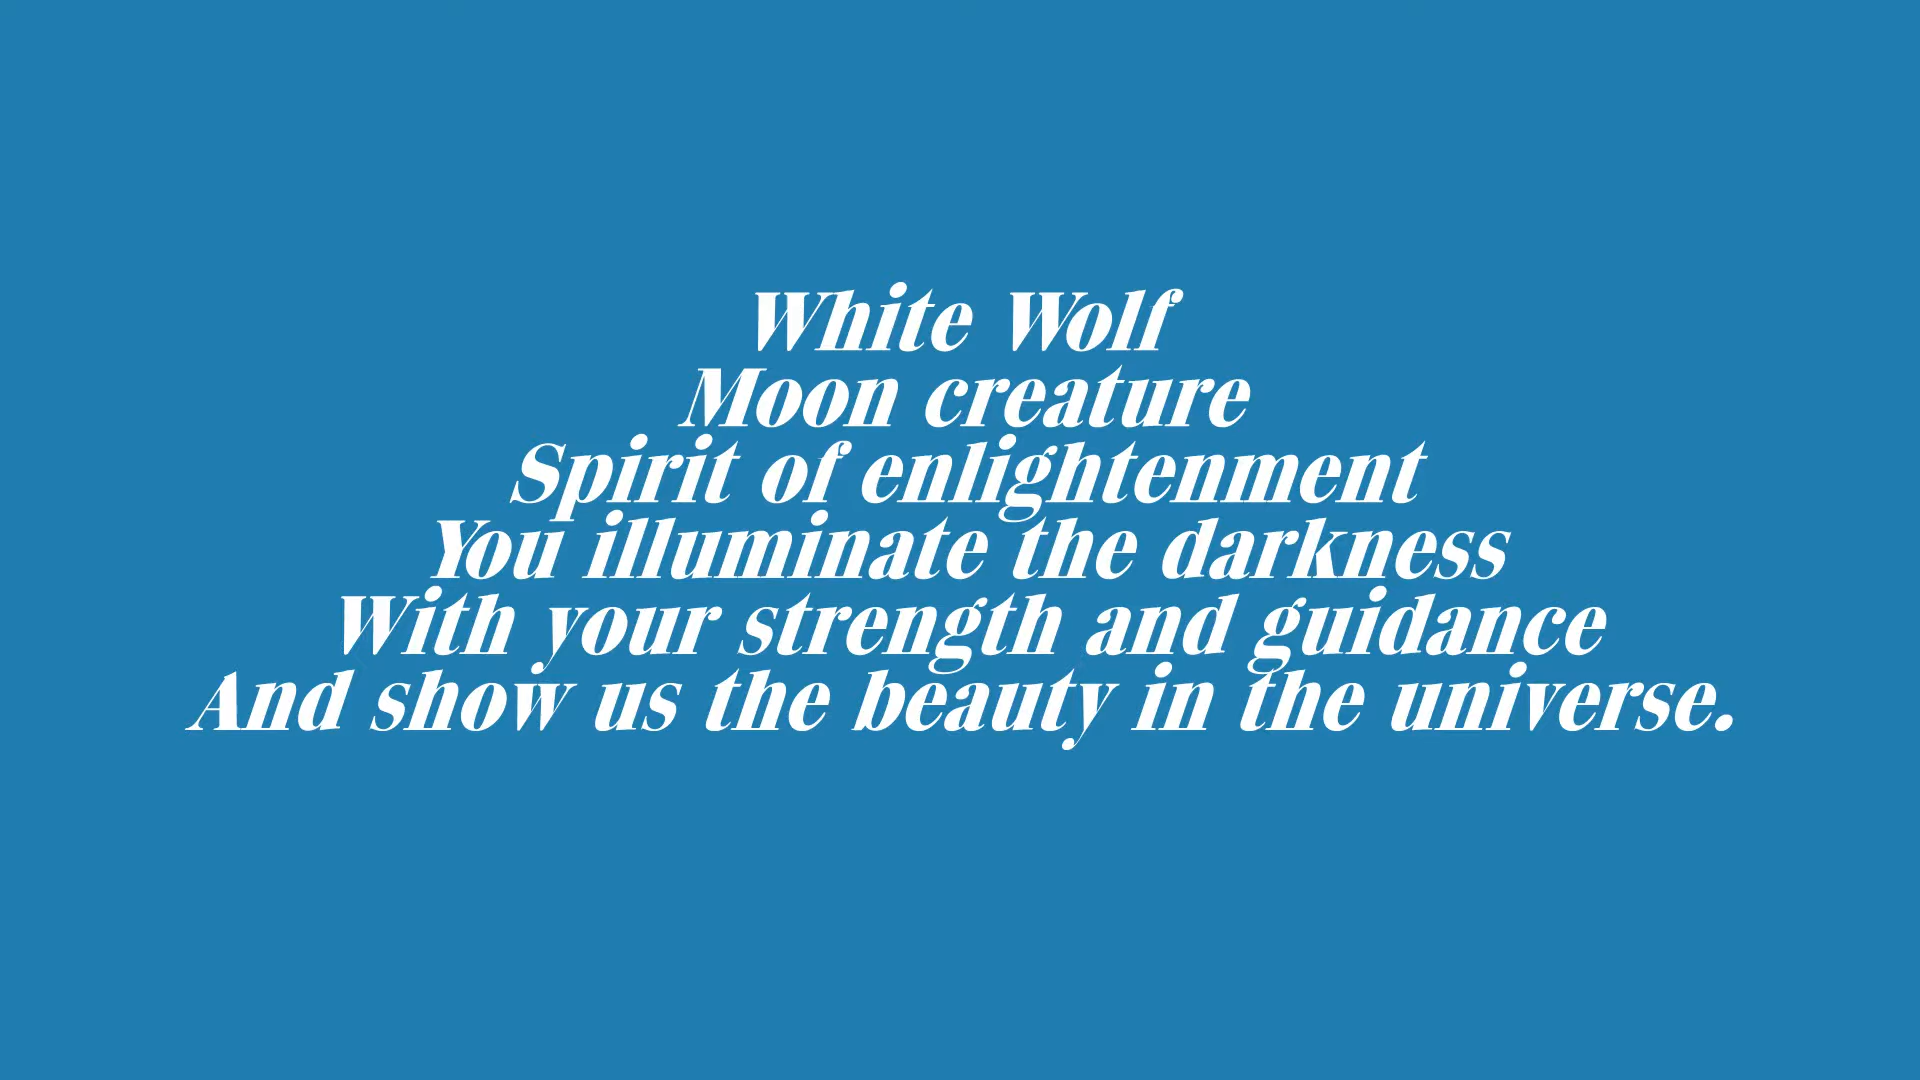 White Wolf
Moon creature
Spirit of enlightenment
You illuminate the darkness
With your strength and guidance
And show us the beauty in the universe.